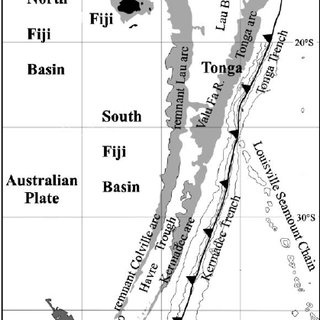 North
Fiji
Basin
Fiji
Lau B
Tonga arc
Tonga Trench
20°S
remnant Lau arc
Tonga
Valu Fa R.
South
Fiji
Basin
Australian
Plate
Louisville Seamount Chain
30°S
remnant Colville arc
Havre Trough
Kermadec arc
Kermadec Trench